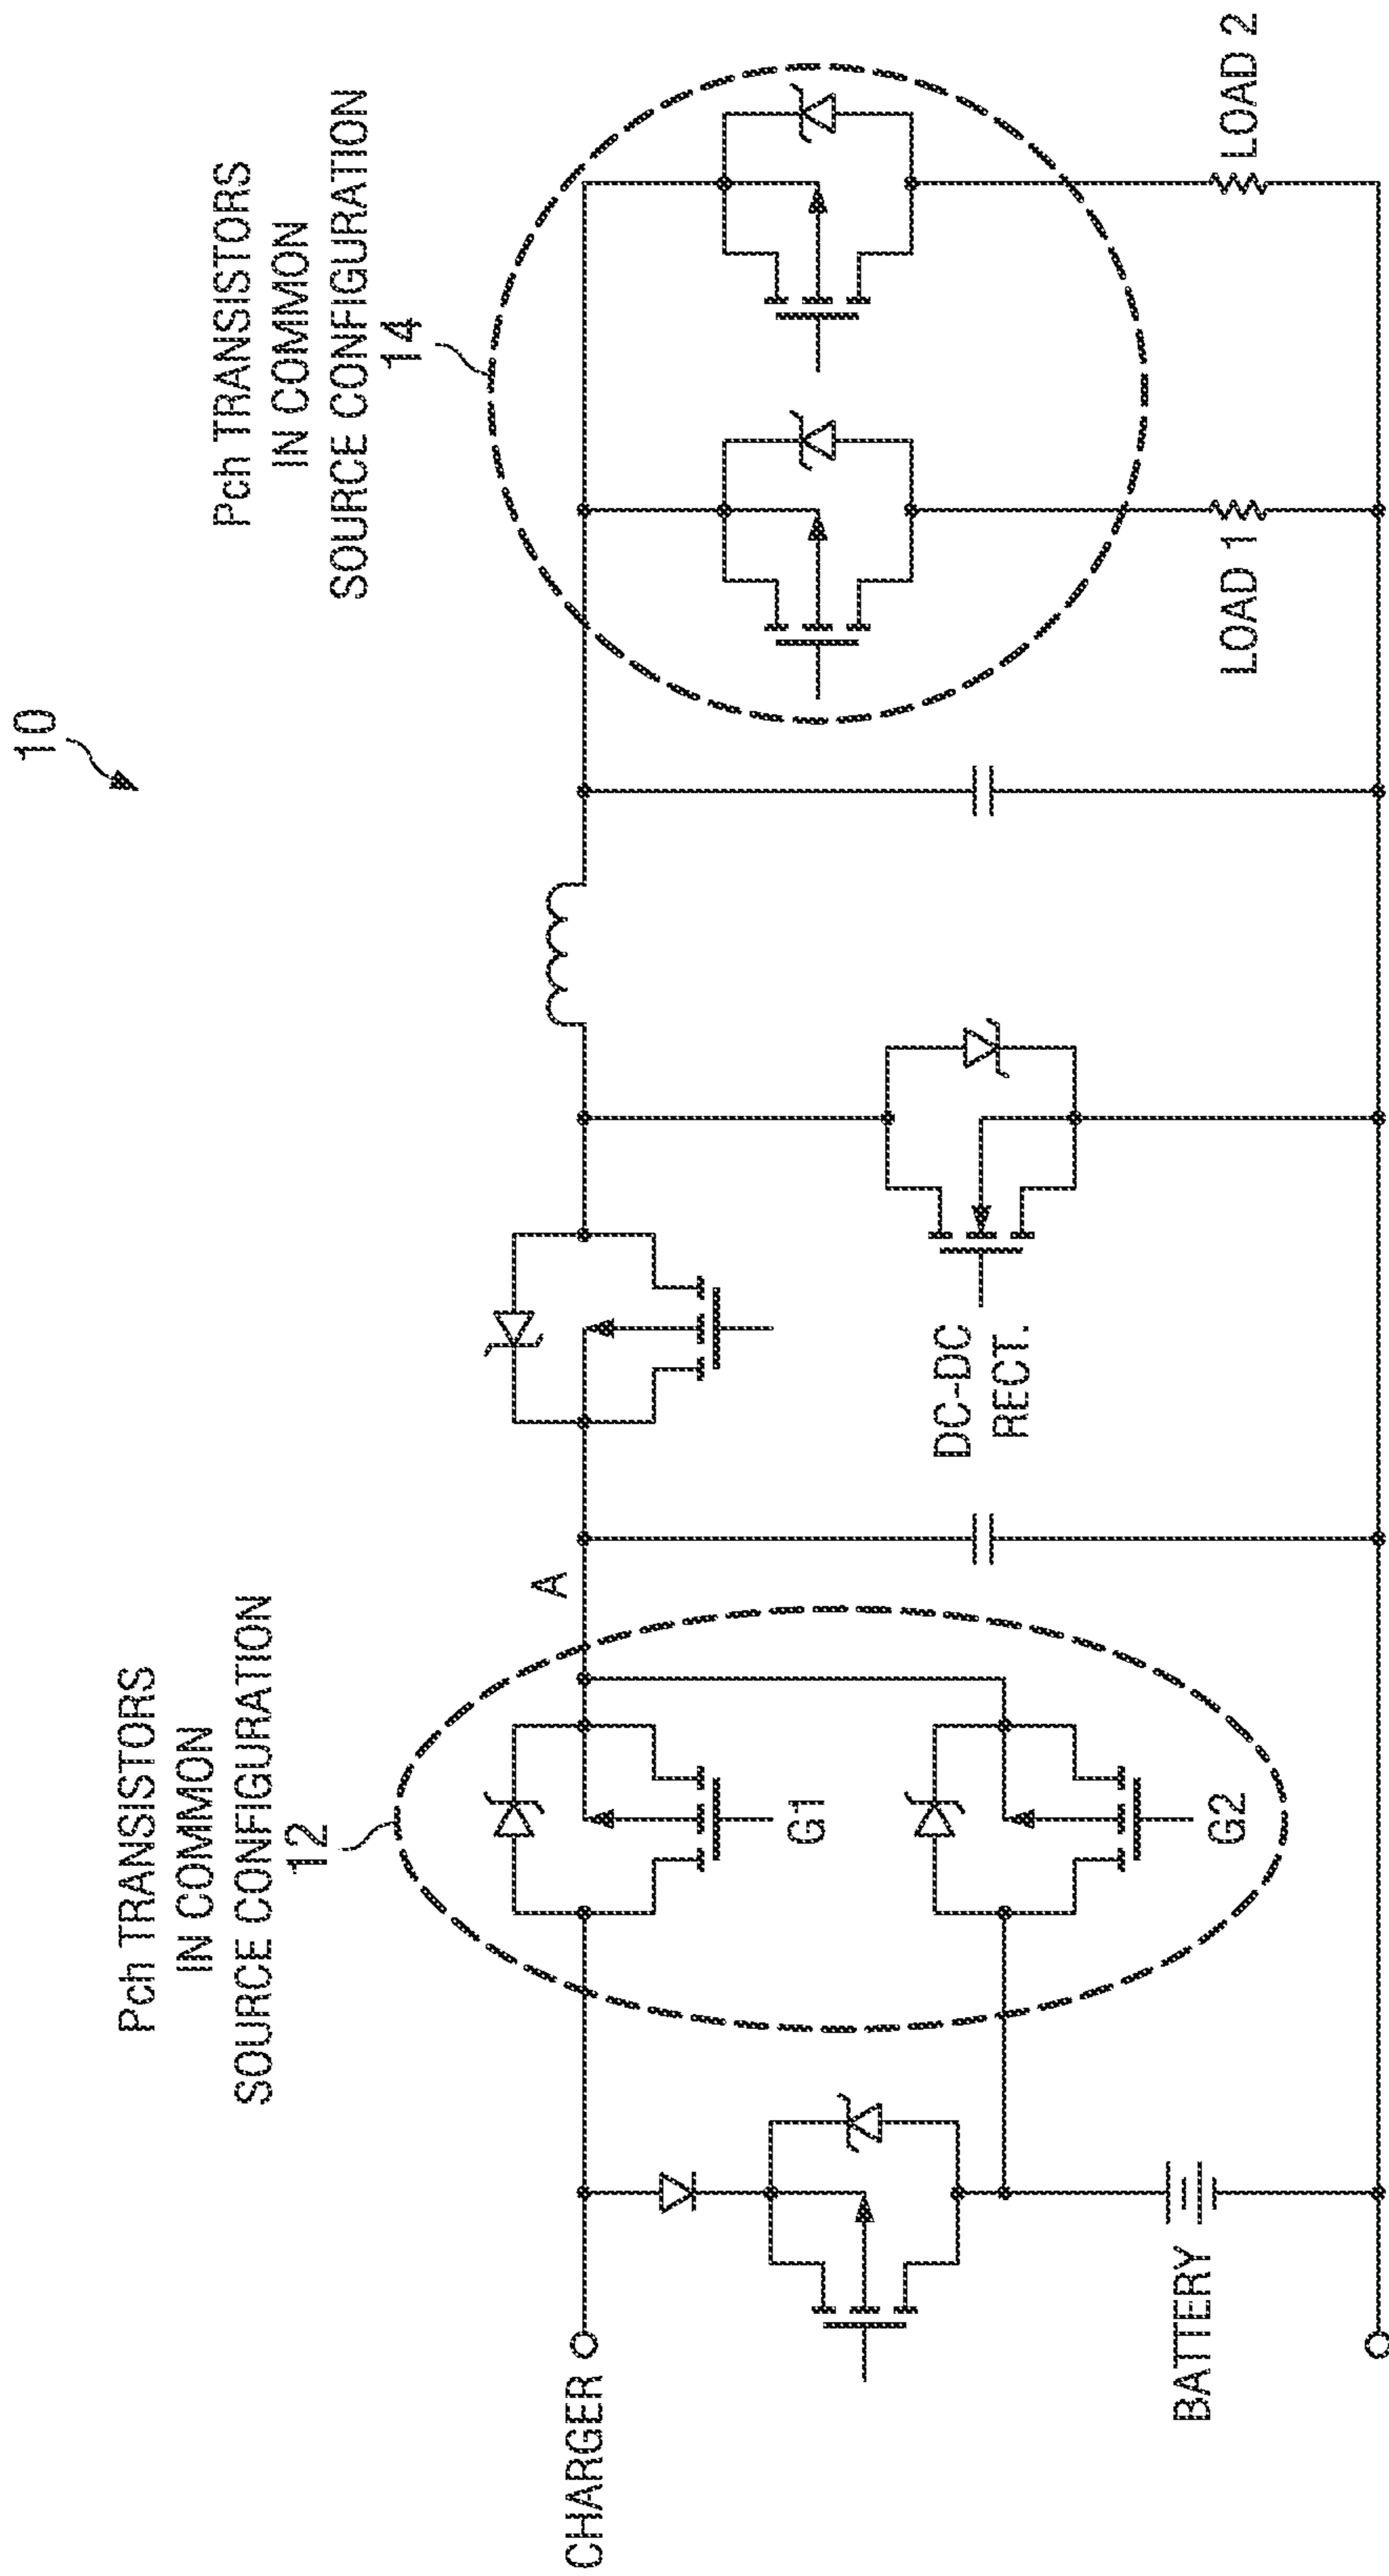 10
Pch TRANSISTORS
IN COMMON
SOURCE CONFIGURATION
12
Pch TRANSISTORS
IN COMMON
SOURCE CONFIGURATION
14
A
CHARGER
G1
G2
DC-DC
RECT.
BATTERY
LOAD 1
LOAD 2